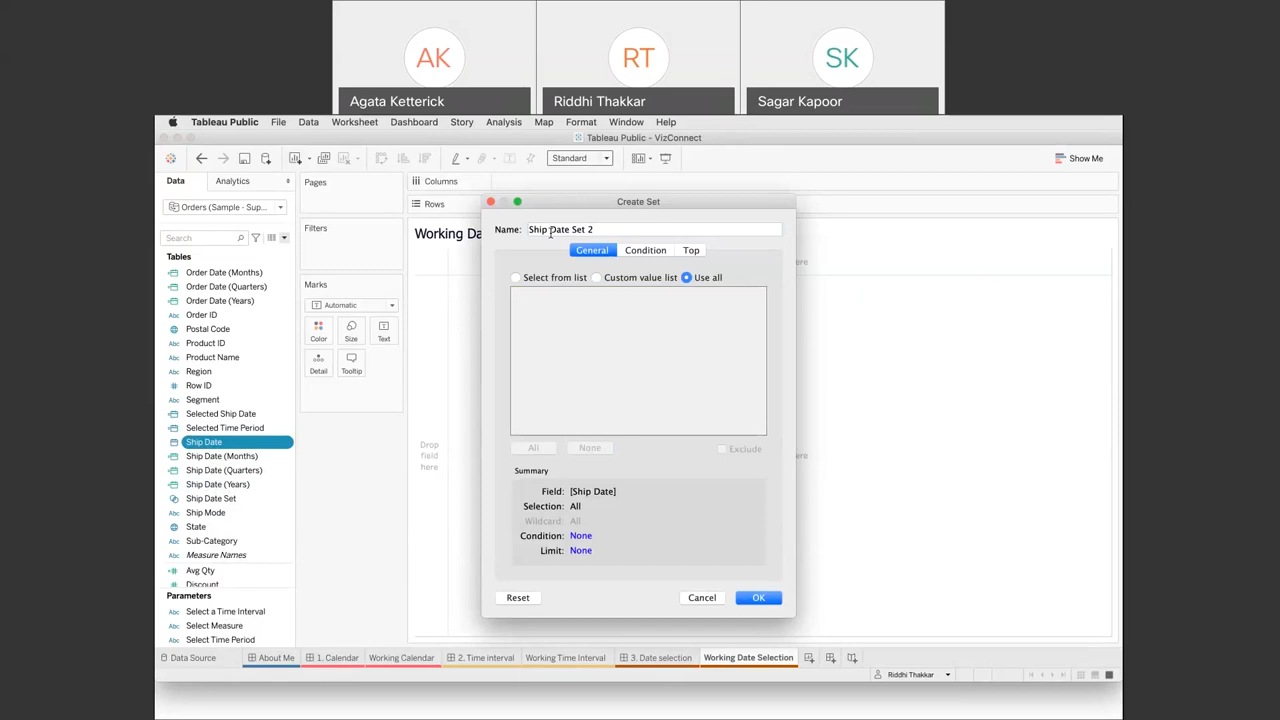 AK
RT
SK
Agata Ketterick
Riddhi Thakkar
Sagar Kapoor
Tableau Public File Data Worksheet Dashboard Story Analysis Map Format Window Help
Tableau Public - VizConnect
Standard
Show Me
Data Analytics
Pages
Columns
Rows
Orders (Sample - Sup...
Search
Filters
Working Da
Tables
Order Date (Months)
Order Date (Quarters)
Order Date (Years)
Order ID
Postal Code
Product ID
Product Name
Region
Row ID
Segment
Selected Ship Date
Selected Time Period
Ship Date
Ship Date (Months)
Ship Date (Quarters)
Ship Date (Years)
Ship Date Set
Ship Mode
State
Sub-Category
Measure Names
Avg Qty
Discount
Parameters
Select a Time Interval
Select Measure
Select Time Period
Marks
Automatic
Color Size Text
Detail Tooltip
Drop
field
here
ere
ere
Create Set
Name: Ship Date Set 2
General Condition Top
Select from list Custom value list Use all
All None Exclude
Summary
Field: [Ship Date]
Selection: All
Wildcard: All
Condition: None
Limit: None
Reset Cancel OK
Data Source About Me 1. Calendar Working Calendar 2. Time interval Working Time Interval 3. Date selection Working Date Selection
Riddhi Thakkar